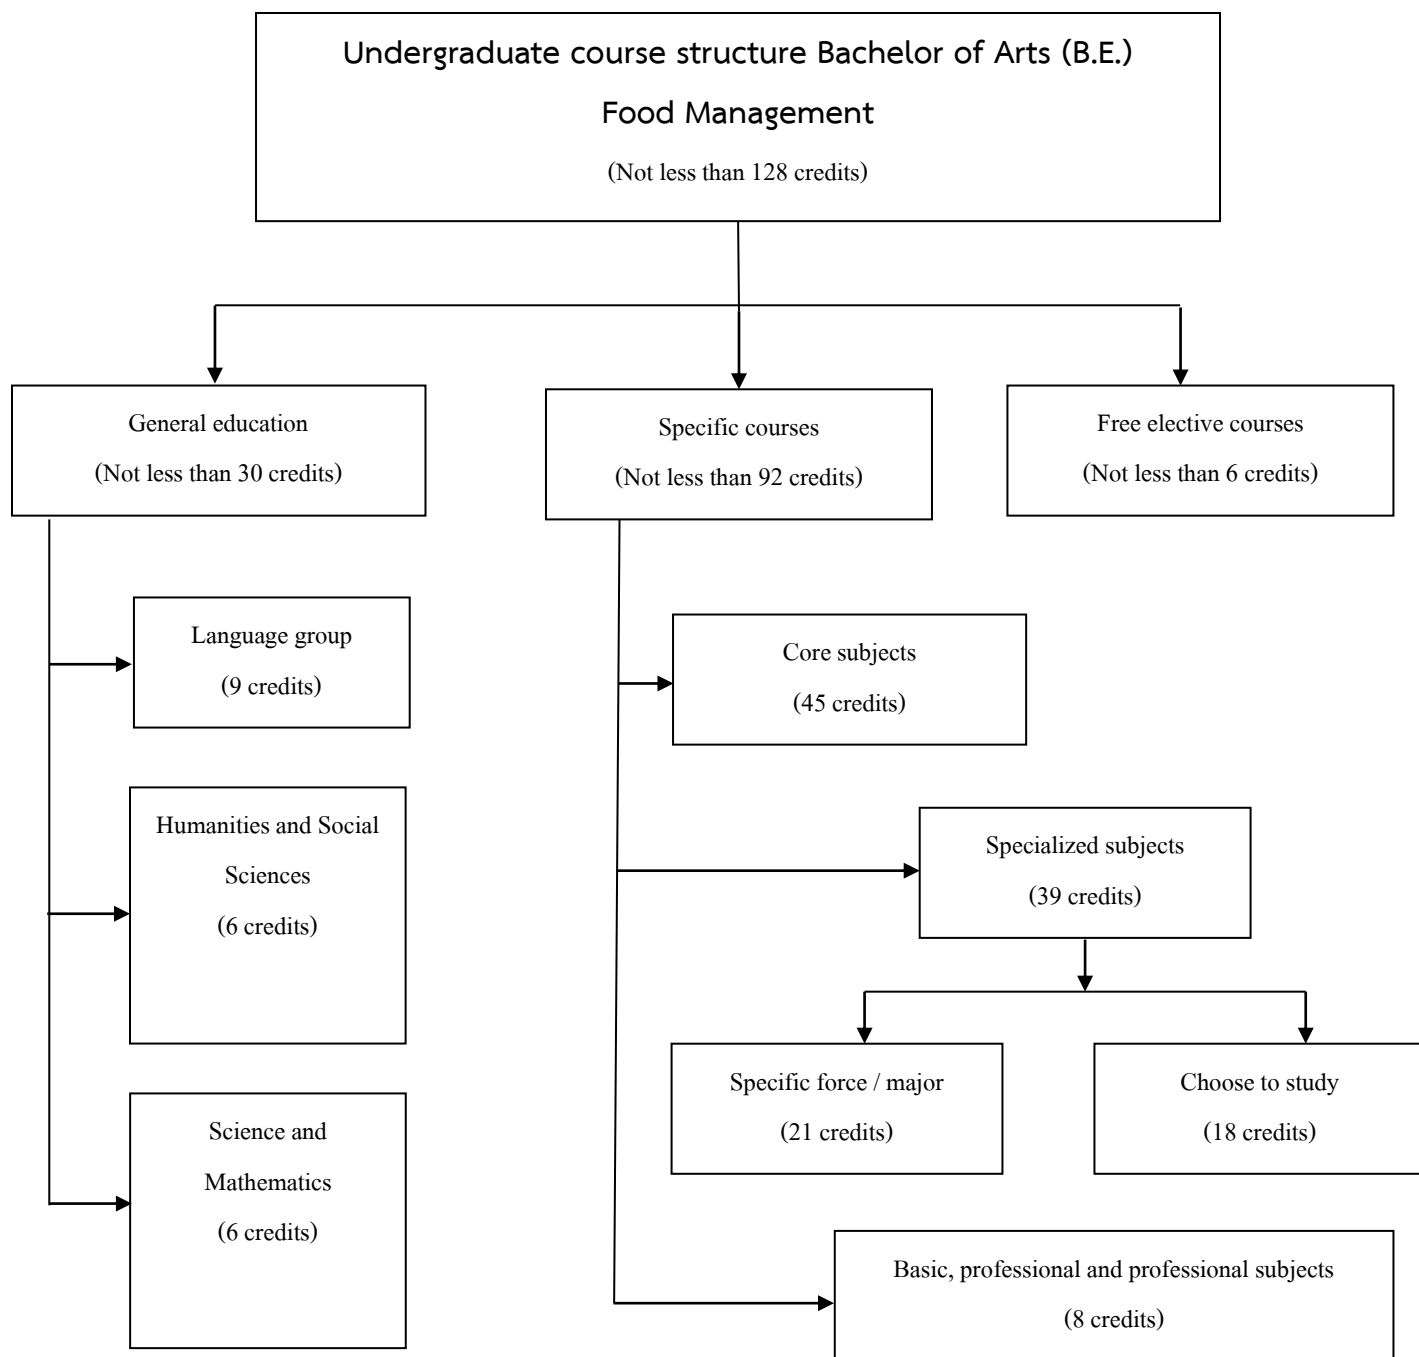 Undergraduate course structure Bachelor of Arts (B.E.)
Food Management
(Not less than 128 credits)
General education
(Not less than 30 credits)
Specific courses
(Not less than 92 credits)
Free elective courses
(Not less than 6 credits)
Language group
(9 credits)
Core subjects
(45 credits)
Humanities and Social
Sciences
(6 credits)
Specialized subjects
(39 credits)
Specific force / major
(21 credits)
Choose to study
(18 credits)
Science and
Mathematics
(6 credits)
Basic, professional and professional subjects
(8 credits)